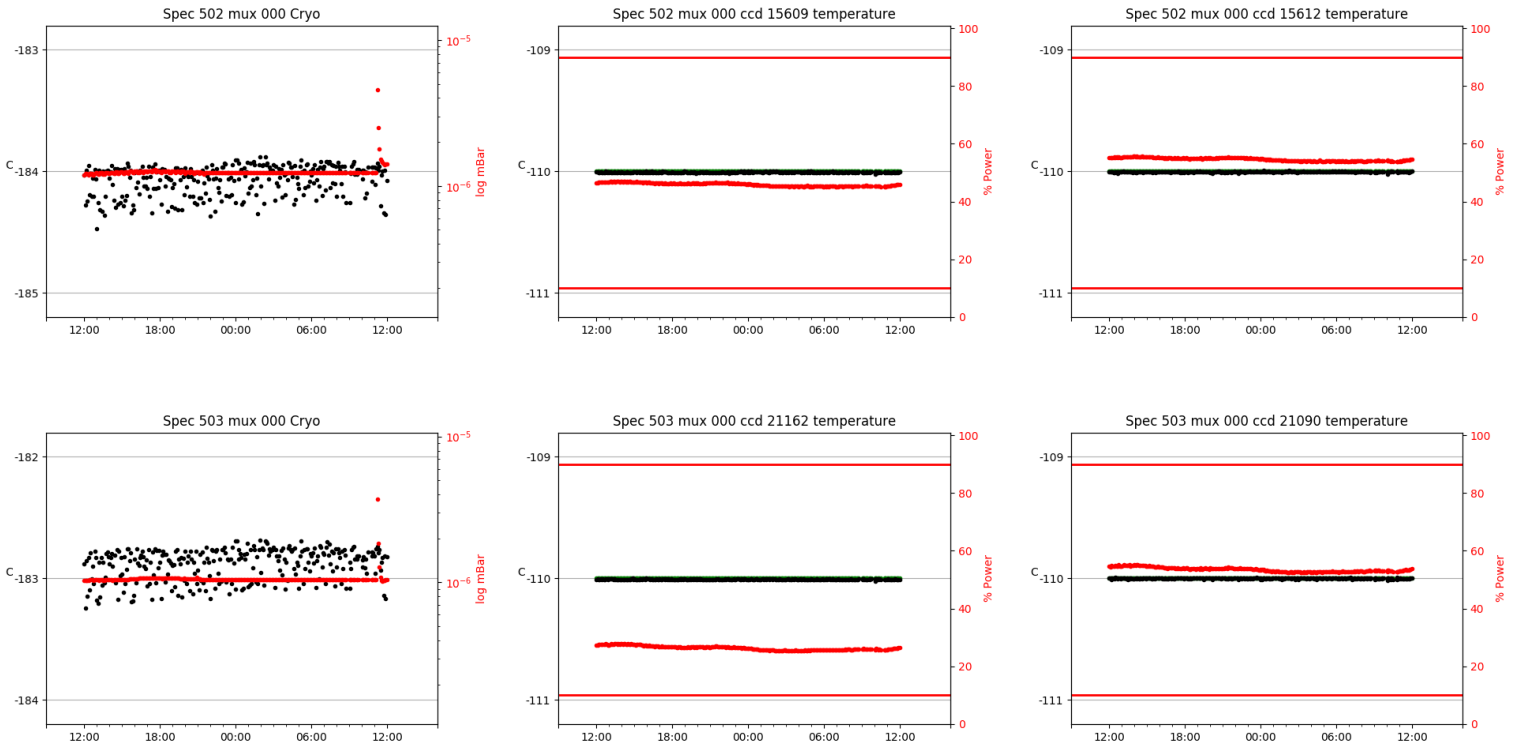 Spec 502 mux 000 Cryo
-183
-184
-185
C
10^-5
10^-6
log mBar
12:00 18:00 00:00 06:00 12:00
Spec 502 mux 000 ccd 15609 temperature
-109
-110
-111
C
100
80
60
40
20
0
% Power
12:00 18:00 00:00 06:00 12:00
Spec 502 mux 000 ccd 15612 temperature
-109
-110
-111
C
100
80
60
40
20
0
% Power
12:00 18:00 00:00 06:00 12:00
Spec 503 mux 000 Cryo
-182
-183
-184
C
10^-5
10^-6
log mBar
12:00 18:00 00:00 06:00 12:00
Spec 503 mux 000 ccd 21162 temperature
-109
-110
-111
C
100
80
60
40
20
0
% Power
12:00 18:00 00:00 06:00 12:00
Spec 503 mux 000 ccd 21090 temperature
-109
-110
-111
C
100
80
60
40
20
0
% Power
12:00 18:00 00:00 06:00 12:00